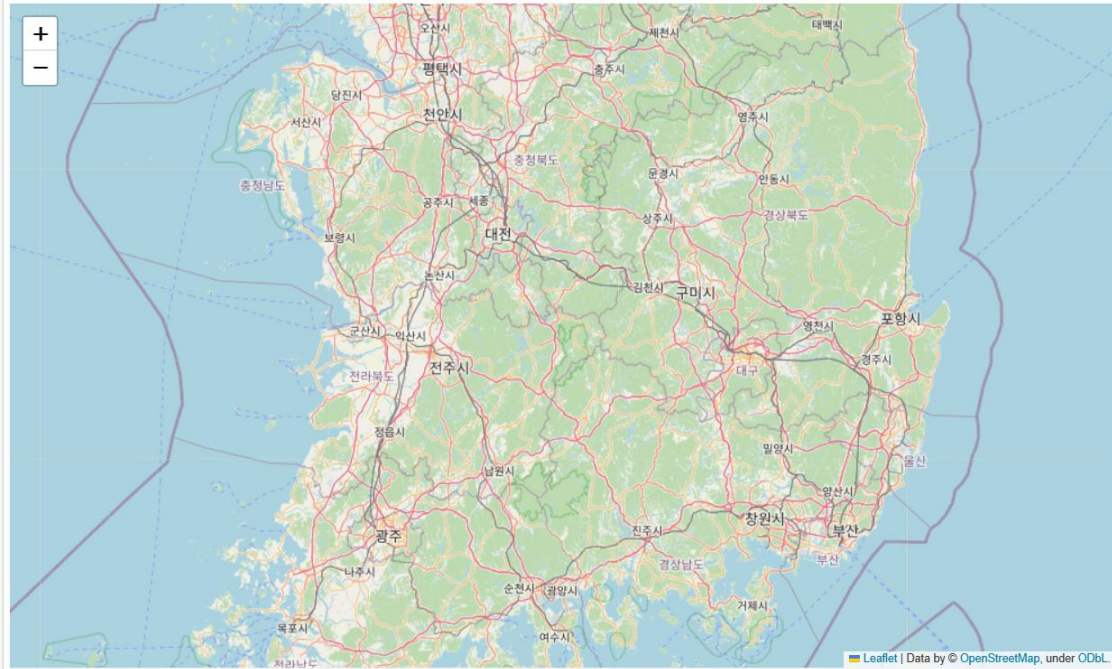 +
−
오산시
제천시
태백시
평택시
충주시
당진시
천안시
서산시
영주시
충청북도
문경시
안동시
충청남도
공주시
세종
상주시
경상북도
대전
보령시
논산시
김천시
구미시
포항시
영천시
군산시
익산시
경주시
전주시
대구
전라북도
정읍시
밀양시
울산
남원시
양산시
창원시
부산
진주시
광주
부산
경상남도
나주시
순천시
광양시
거제시
목포시
여수시
전라남도
Leaflet | Data by © OpenStreetMap, under ODbL.